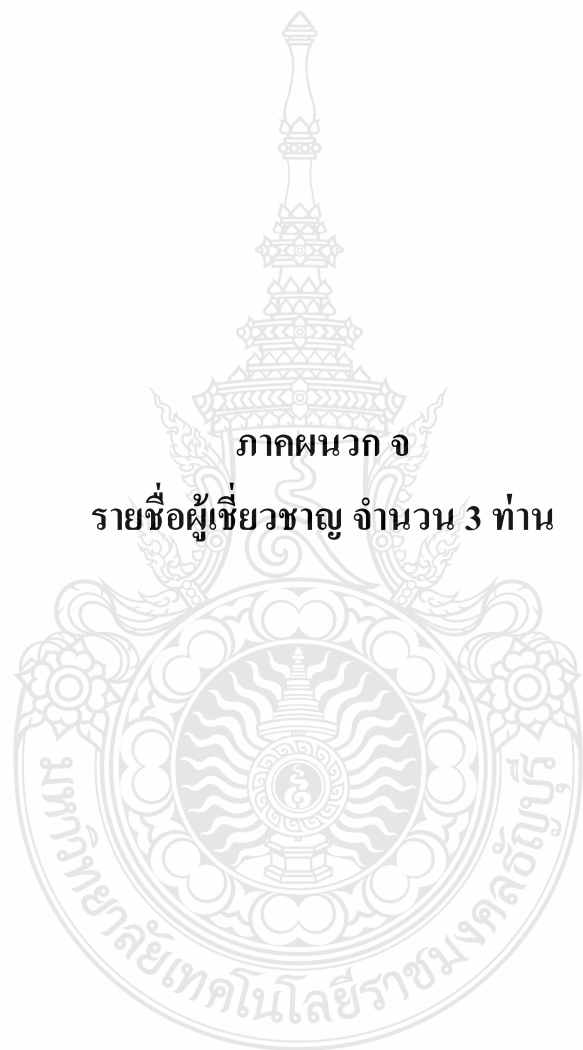 ภาคผนวก จ
รายชื่อผู้เชี่ยวชาญ จำนวน 3 ท่าน
มหาวิทยาลัยเทคโนโลยีราชมงคลธัญบุรี